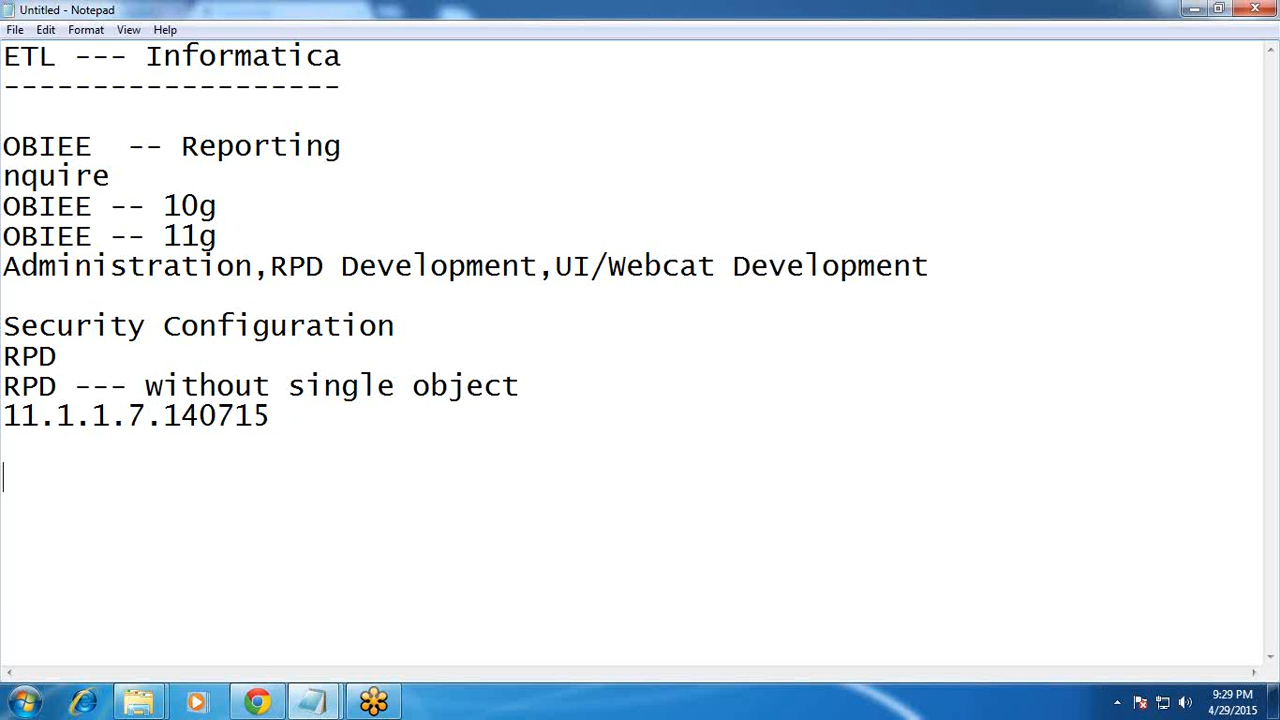 Untitled - Notepad
File Edit Format View Help
ETL --- Informatica
-------------------
OBIEE  -- Reporting
nquire
OBIEE -- 10g
OBIEE -- 11g
Administration,RPD Development,UI/Webcat Development
Security Configuration
RPD
RPD --- without single object
11.1.1.7.140715
9:29 PM
4/29/2015